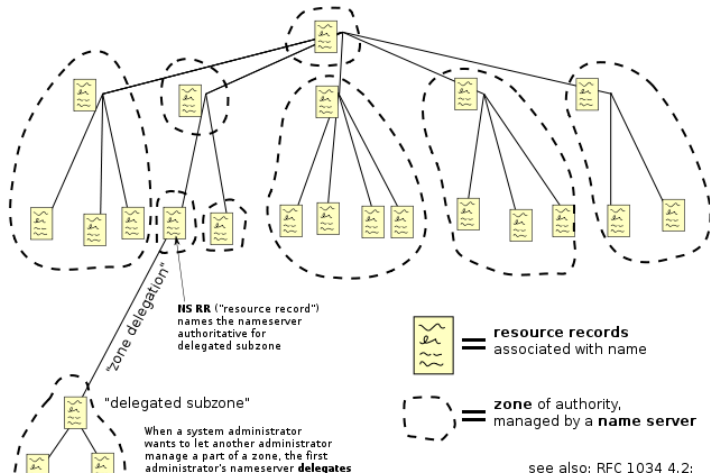 "zone delegation"
NS RR ("resource record")
names the nameserver
authoritative for
delegated subzone
resource records
associated with name
"delegated subzone"
When a system administrator
wants to let another administrator
manage a part of a zone, the first
administrator's nameserver delegates
zone of authority,
managed by a name server
see also: RFC 1034 4.2: